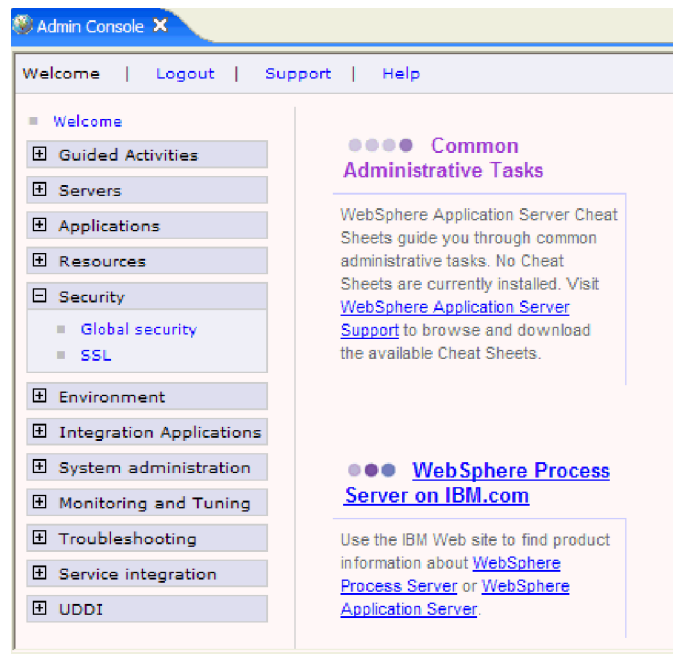 Admin Console
Welcome | Logout | Support | Help
Welcome
Guided Activities
Servers
Applications
Resources
Security
Global security
SSL
Environment
Integration Applications
System administration
Monitoring and Tuning
Troubleshooting
Service integration
UDDI
Common
Administrative Tasks
WebSphere Application Server Cheat
Sheets guide you through common
administrative tasks. No Cheat
Sheets are currently installed. Visit
WebSphere Application Server
Support to browse and download
the available Cheat Sheets.
WebSphere Process
Server on IBM.com
Use the IBM Web site to find product
information about WebSphere
Process Server or WebSphere
Application Server.